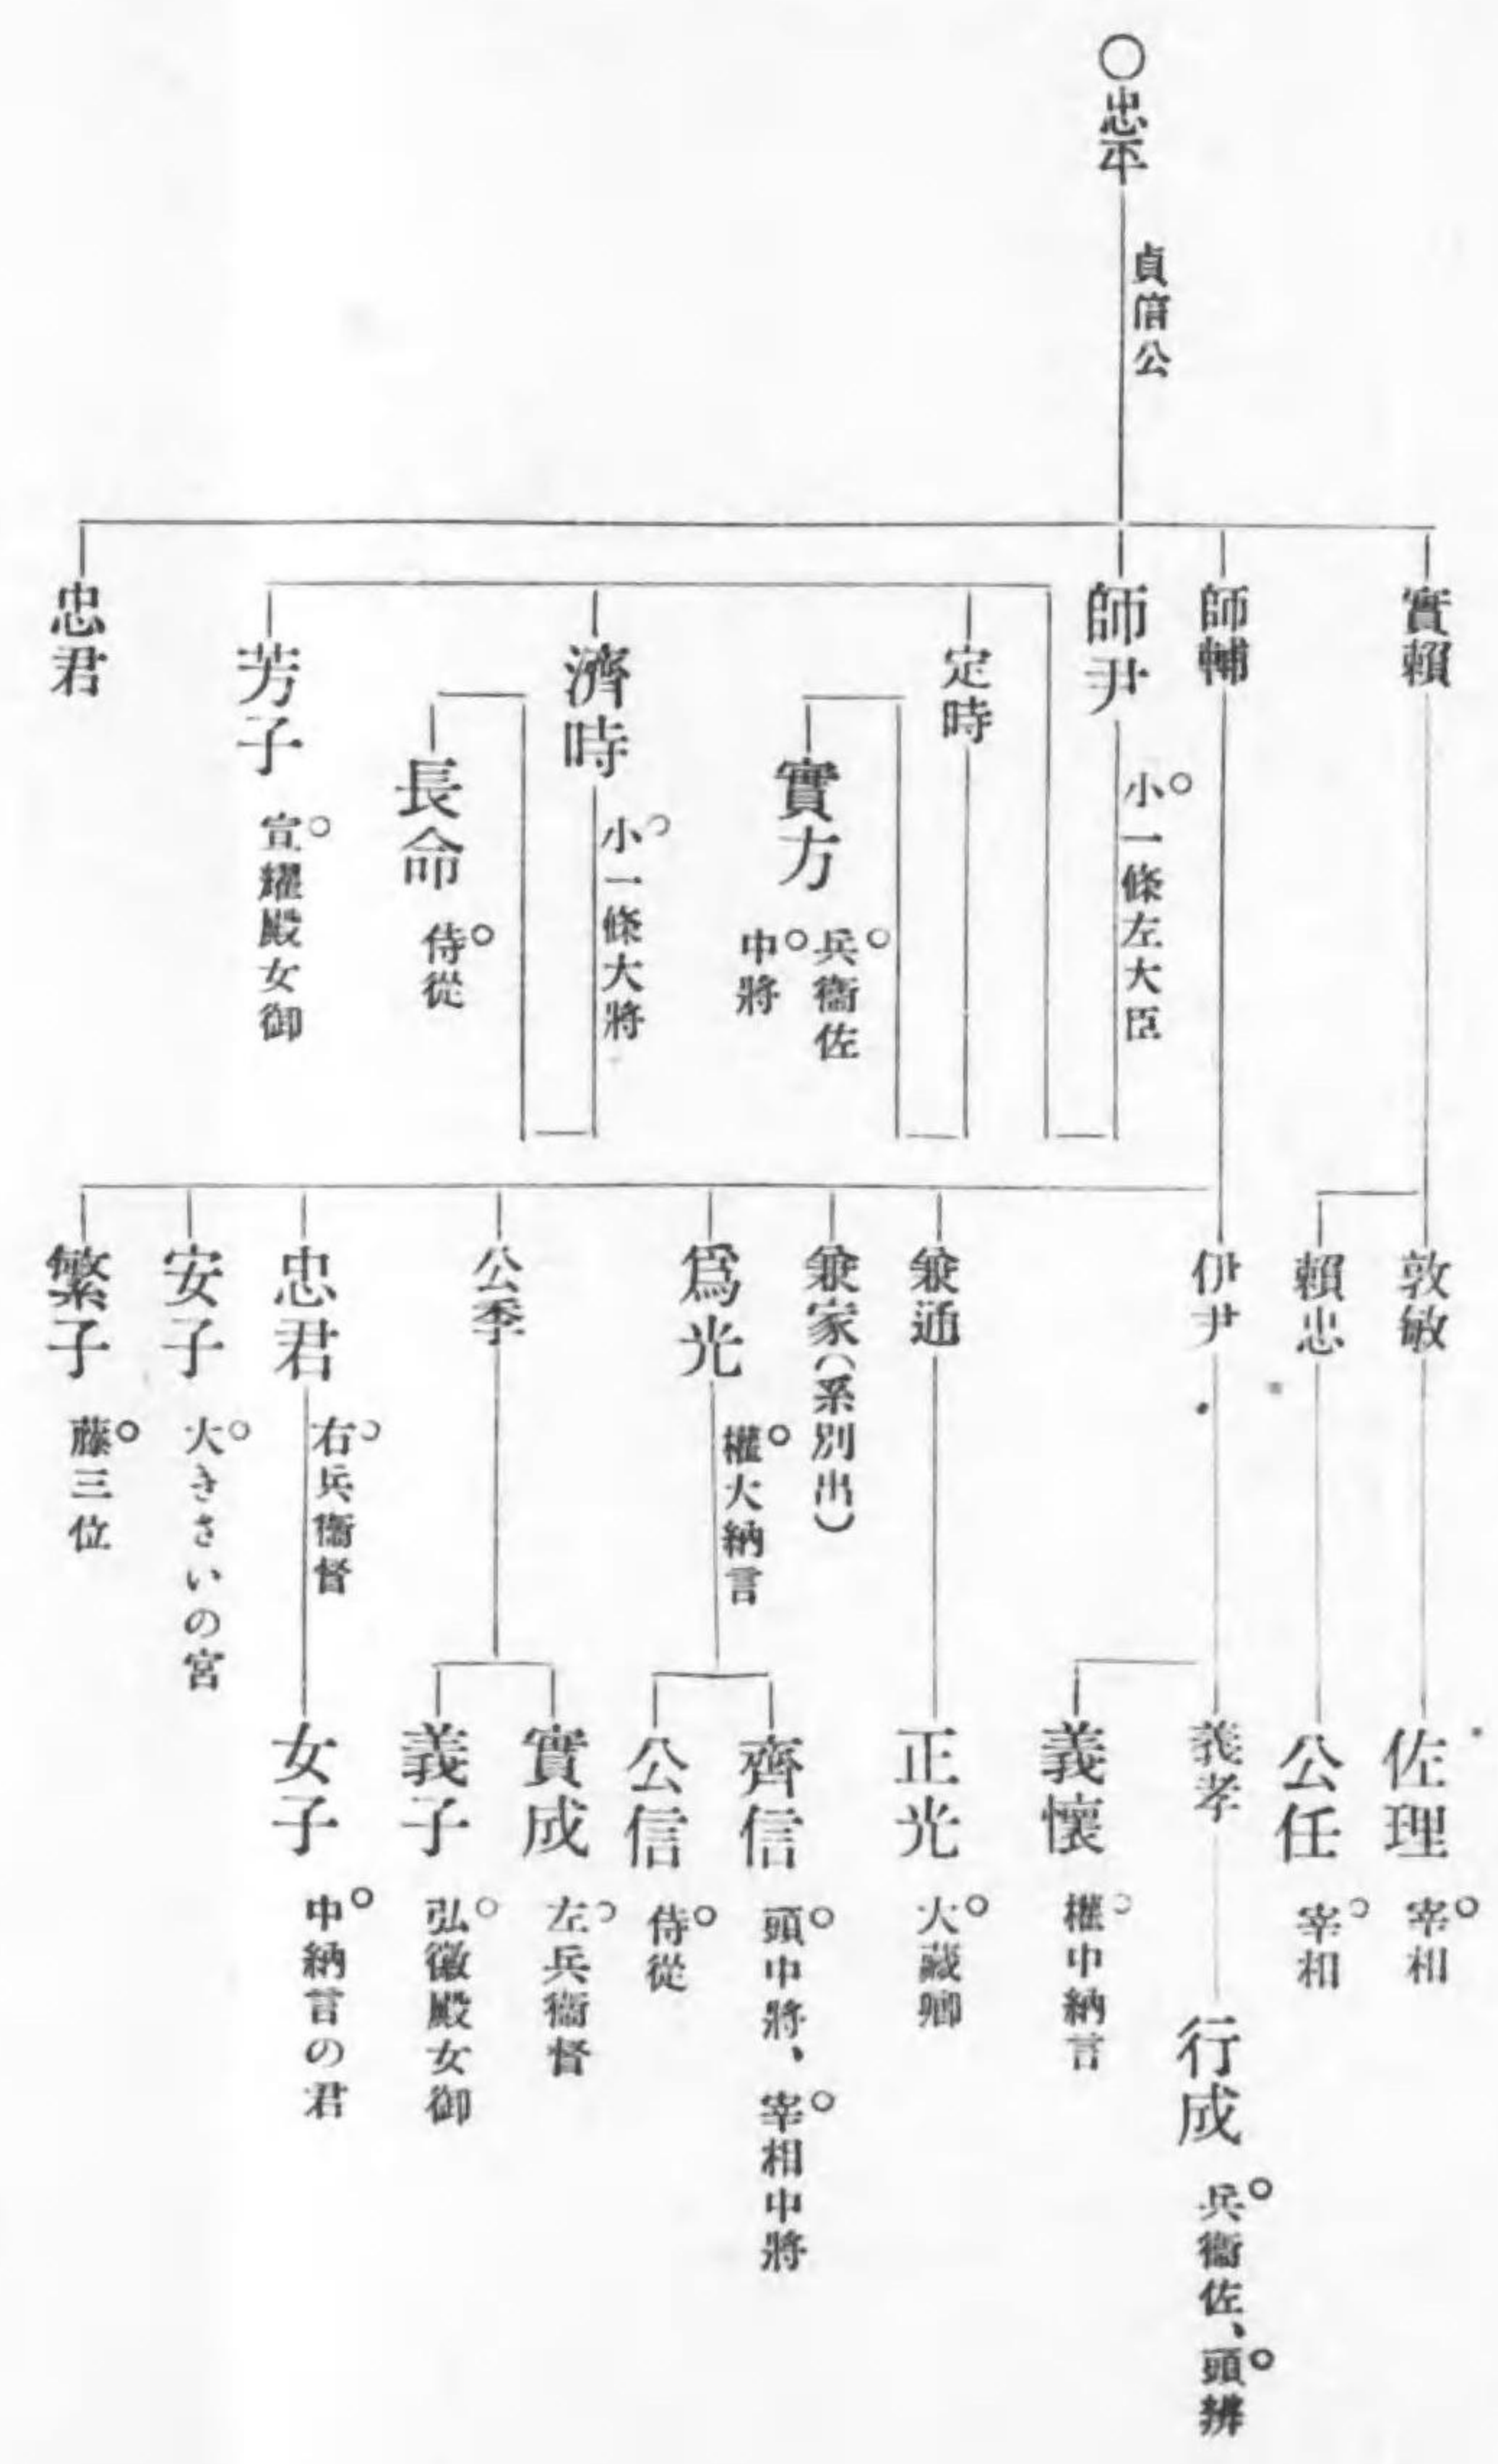 ○忠平
貞信公
實賴
師輔
師尹
○小一條左大臣
定時
實方
○兵衞佐
○中將
濟時
○小一條大將
長命
○侍從
芳子
○宣耀殿女御
忠君
敦敏
賴忠
伊尹
兼通
兼家(系別出)
爲光
○權大納言
公季
忠君
○右兵衞督
安子
○大きさいの宮
繁子
○藤三位
佐理
○宰相
公任
○宰相
義孝
行成
○兵衞佐、○頭辨
義懷
○權中納言
正光
○大藏卿
齊信
○頭中將、○宰相中將
公信
○侍從
實成
○左兵衞督
義子
○弘徽殿女御
女子
○中納言の君